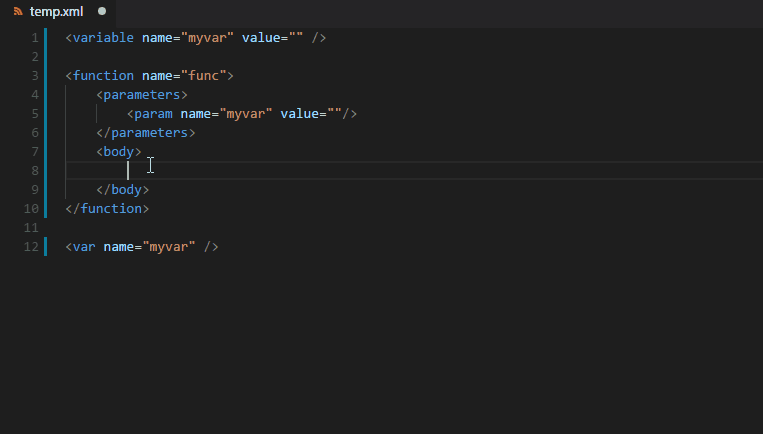 temp.xml
1 <variable name="myvar" value="" />
2
3 <function name="func">
4 <parameters>
5 <param name="myvar" value=""/>
6 </parameters>
7 <body>
8
9 </body>
10 </function>
11
12 <var name="myvar" />